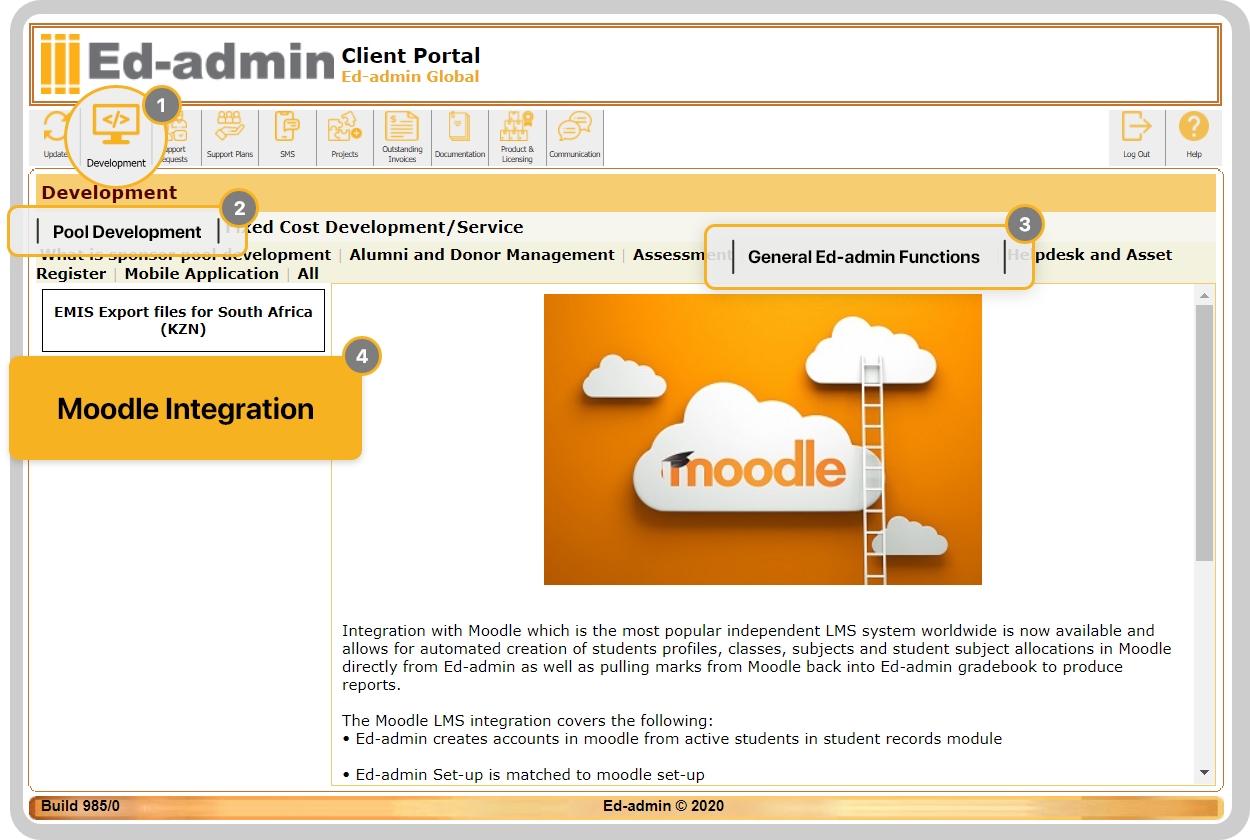 Ed-admin
Client Portal
Ed-admin Global
1
Update
Development
Support Plans
SMS
Projects
Outstanding
Invoices
Documentation
Product &
Licensing
Communication
Log Out
Help
Development
2
Pool Development
Cost Development/Service
3
What is sponsor pool development | Alumni and Donor Management | Assessment
General Ed-admin Functions
Helpdesk and Asset
Register | Mobile Application | All
EMIS Export files for South Africa
(KZN)
4
Moodle Integration
moodle
Integration with Moodle which is the most popular independent LMS system worldwide is now available and
allows for automated creation of students profiles, classes, subjects and student subject allocations in Moodle
directly from Ed-admin as well as pulling marks from Moodle back into Ed-admin gradebook to produce
reports.
The Moodle LMS integration covers the following:
• Ed-admin creates accounts in moodle from active students in student records module
• Ed-admin Set-up is matched to moodle set-up
Build 985/0
Ed-admin © 2020